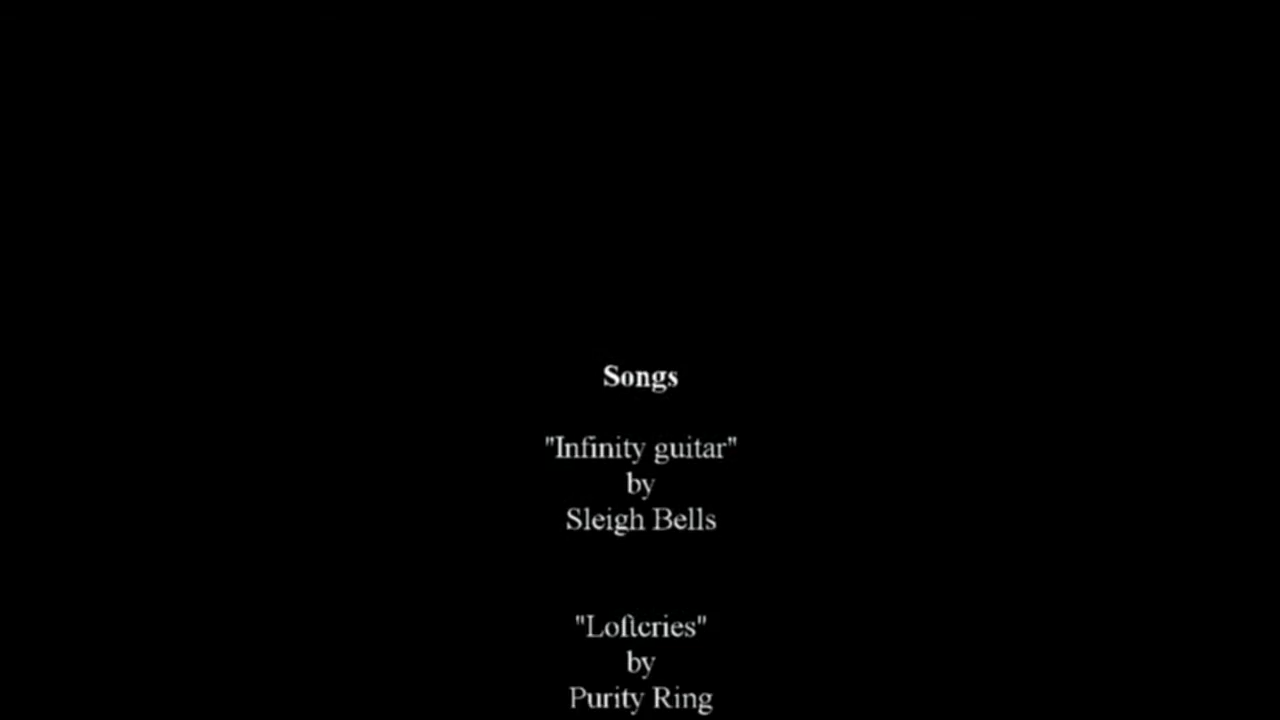 Songs
"Infinity guitar"
by
Sleigh Bells
"Loftcries"
by
Purity Ring